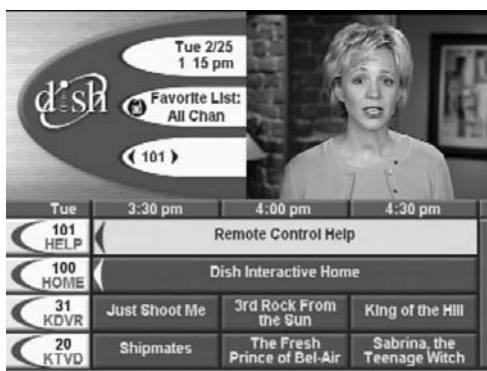 Tue 2/25
1 15 pm
dish
Favorite List:
All Chan
101
Tue 3:30 pm 4:00 pm 4:30 pm
101
HELP
Remote Control Help
100
HOME
Dish Interactive Home
31
KDVR
Just Shoot Me
3rd Rock From
the Sun
King of the Hill
20
KTVD
Shipmates
The Fresh
Prince of Bel-Air
Sabrina, the
Teenage Witch